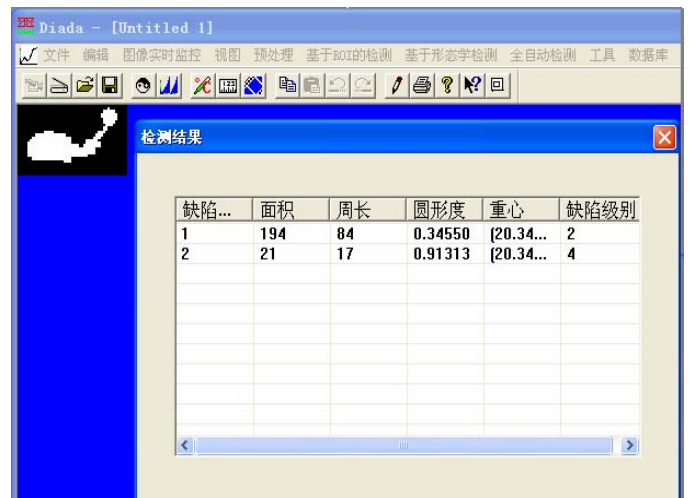 Diada - [Untitled 1]
文件 编辑 图像实时监控 视图 预处理 基于ROI的检测 基于形态学检测 全自动检测 工具 数据库
检测结果
缺陷... 面积 周长 圆形度 重心 缺陷级别
1 194 84 0.34550 (20.34... 2
2 21 17 0.91313 (20.34... 4